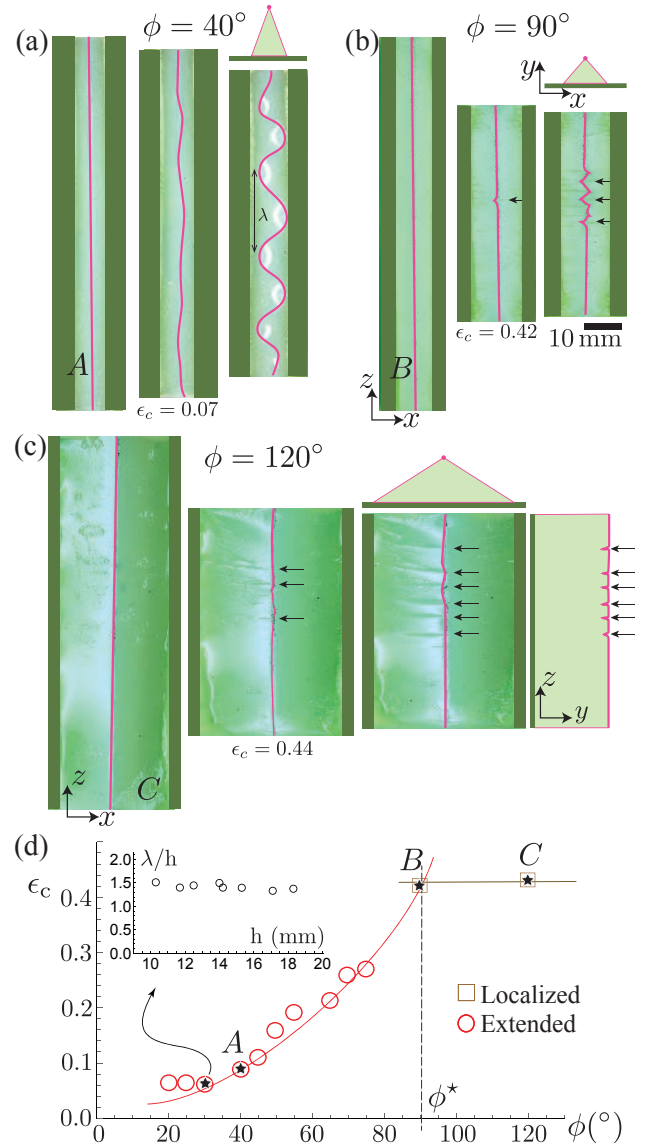 (a) ϕ = 40°
λ
A
ϵc = 0.07
(b) ϕ = 90°
y
x
ϵc = 0.42
10 mm
B
z
x
(c) ϕ = 120°
z
x
C
ϵc = 0.44
z
y
(d)
ϵc
0.4
0.2
0.1
0.0
0 20 40 60 80 100 120 ϕ(°)
λ/h
2.0
1.5
1.0
0.5
0.0
10 12 14 16 18 20
h (mm)
A
B
C
Localized
Extended
ϕ⋆